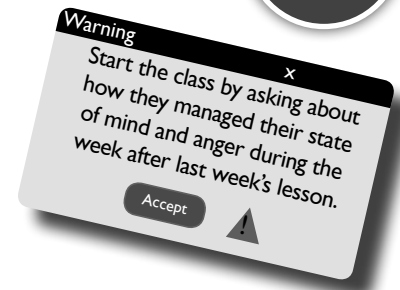 Warning
x
Start the class by asking about
how they managed their state
of mind and anger during the
week after last week's lesson.
Accept
!